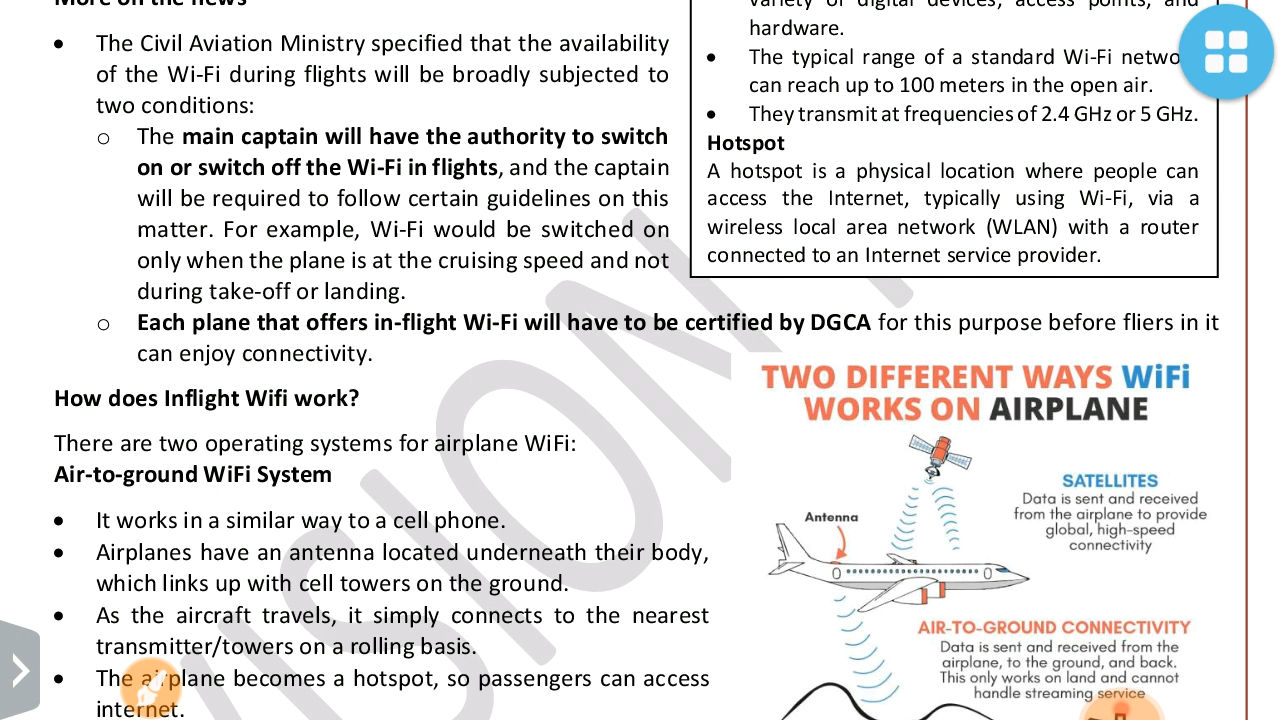 More on the news
• The Civil Aviation Ministry specified that the availability
of the Wi-Fi during flights will be broadly subjected to
two conditions:
o The main captain will have the authority to switch
on or switch off the Wi-Fi in flights, and the captain
will be required to follow certain guidelines on this
matter. For example, Wi-Fi would be switched on
only when the plane is at the cruising speed and not
during take-off or landing.
o Each plane that offers in-flight Wi-Fi will have to be certified by DGCA for this purpose before fliers in it
can enjoy connectivity.
variety of digital devices, access points, and
hardware.
• The typical range of a standard Wi-Fi
can reach up to 100 meters in the open air.
• They transmit at frequencies of 2.4 GHz or 5 GHz.
Hotspot
A hotspot is a physical location where people can
access the Internet, typically using Wi-Fi, via a
wireless local area network (WLAN) with a router
connected to an Internet service provider.
How does Inflight Wifi work?
There are two operating systems for airplane WiFi:
Air-to-ground WiFi System
• It works in a similar way to a cell phone.
• Airplanes have an antenna located underneath their body,
which links up with cell towers on the ground.
• As the aircraft travels, it simply connects to the nearest
transmitter/towers on a rolling basis.
• The airplane becomes a hotspot, so passengers can access
internet.
TWO DIFFERENT WAYS WiFi
WORKS ON AIRPLANE
SATELLITES
Data is sent and received
from the airplane to provide
global, high-speed
connectivity
Antenna
AIR-TO-GROUND CONNECTIVITY
Data is sent and received from the
airplane, to the ground, and back.
This only works on land and cannot
handle streaming service